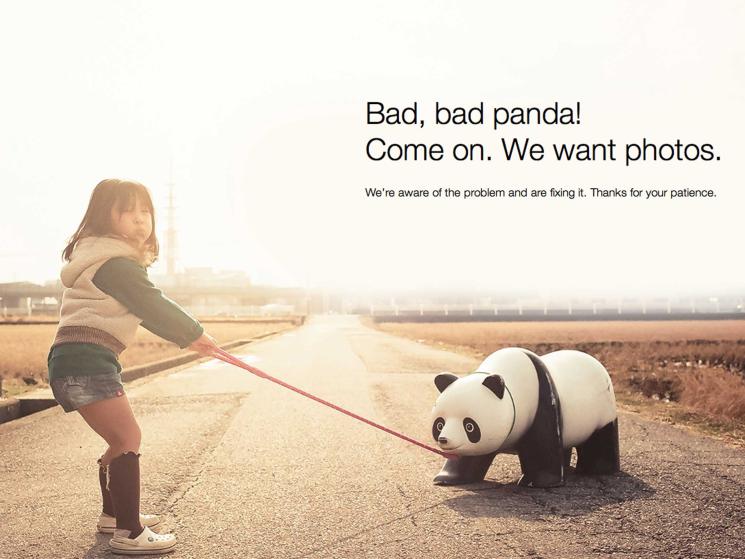 Bad, bad panda!
Come on. We want photos.
We're aware of the problem and are fixing it. Thanks for your patience.